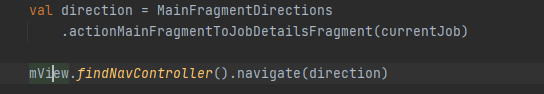 val direction = MainFragmentDirections
.actionMainFragmentToJobDetailsFragment(currentJob)
mView.findNavController().navigate(direction)